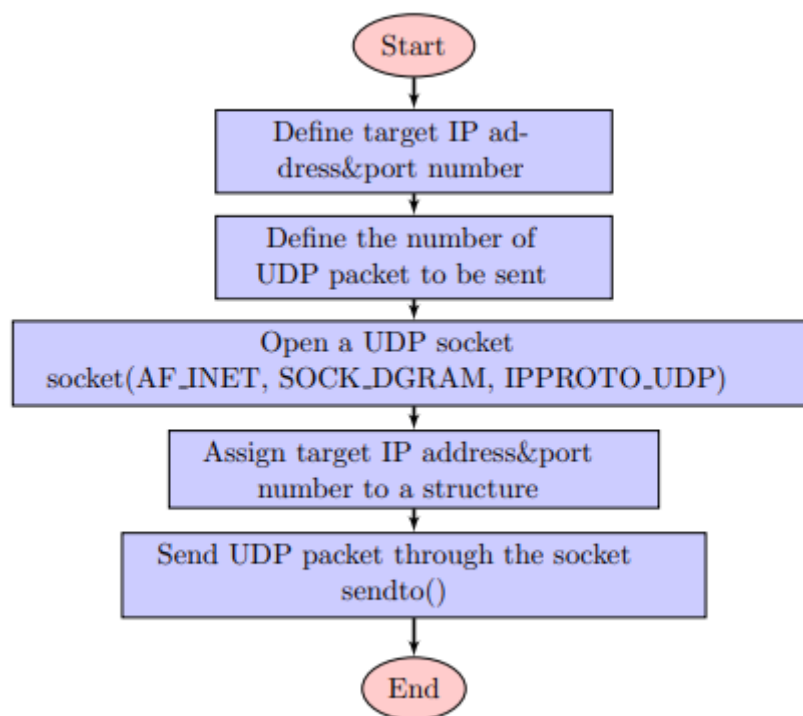 Start
Define target IP ad-
dress&port number
Define the number of
UDP packet to be sent
Open a UDP socket
socket(AF_INET, SOCK_DGRAM, IPPROTO_UDP)
Assign target IP address&port
number to a structure
Send UDP packet through the socket
sendto()
End